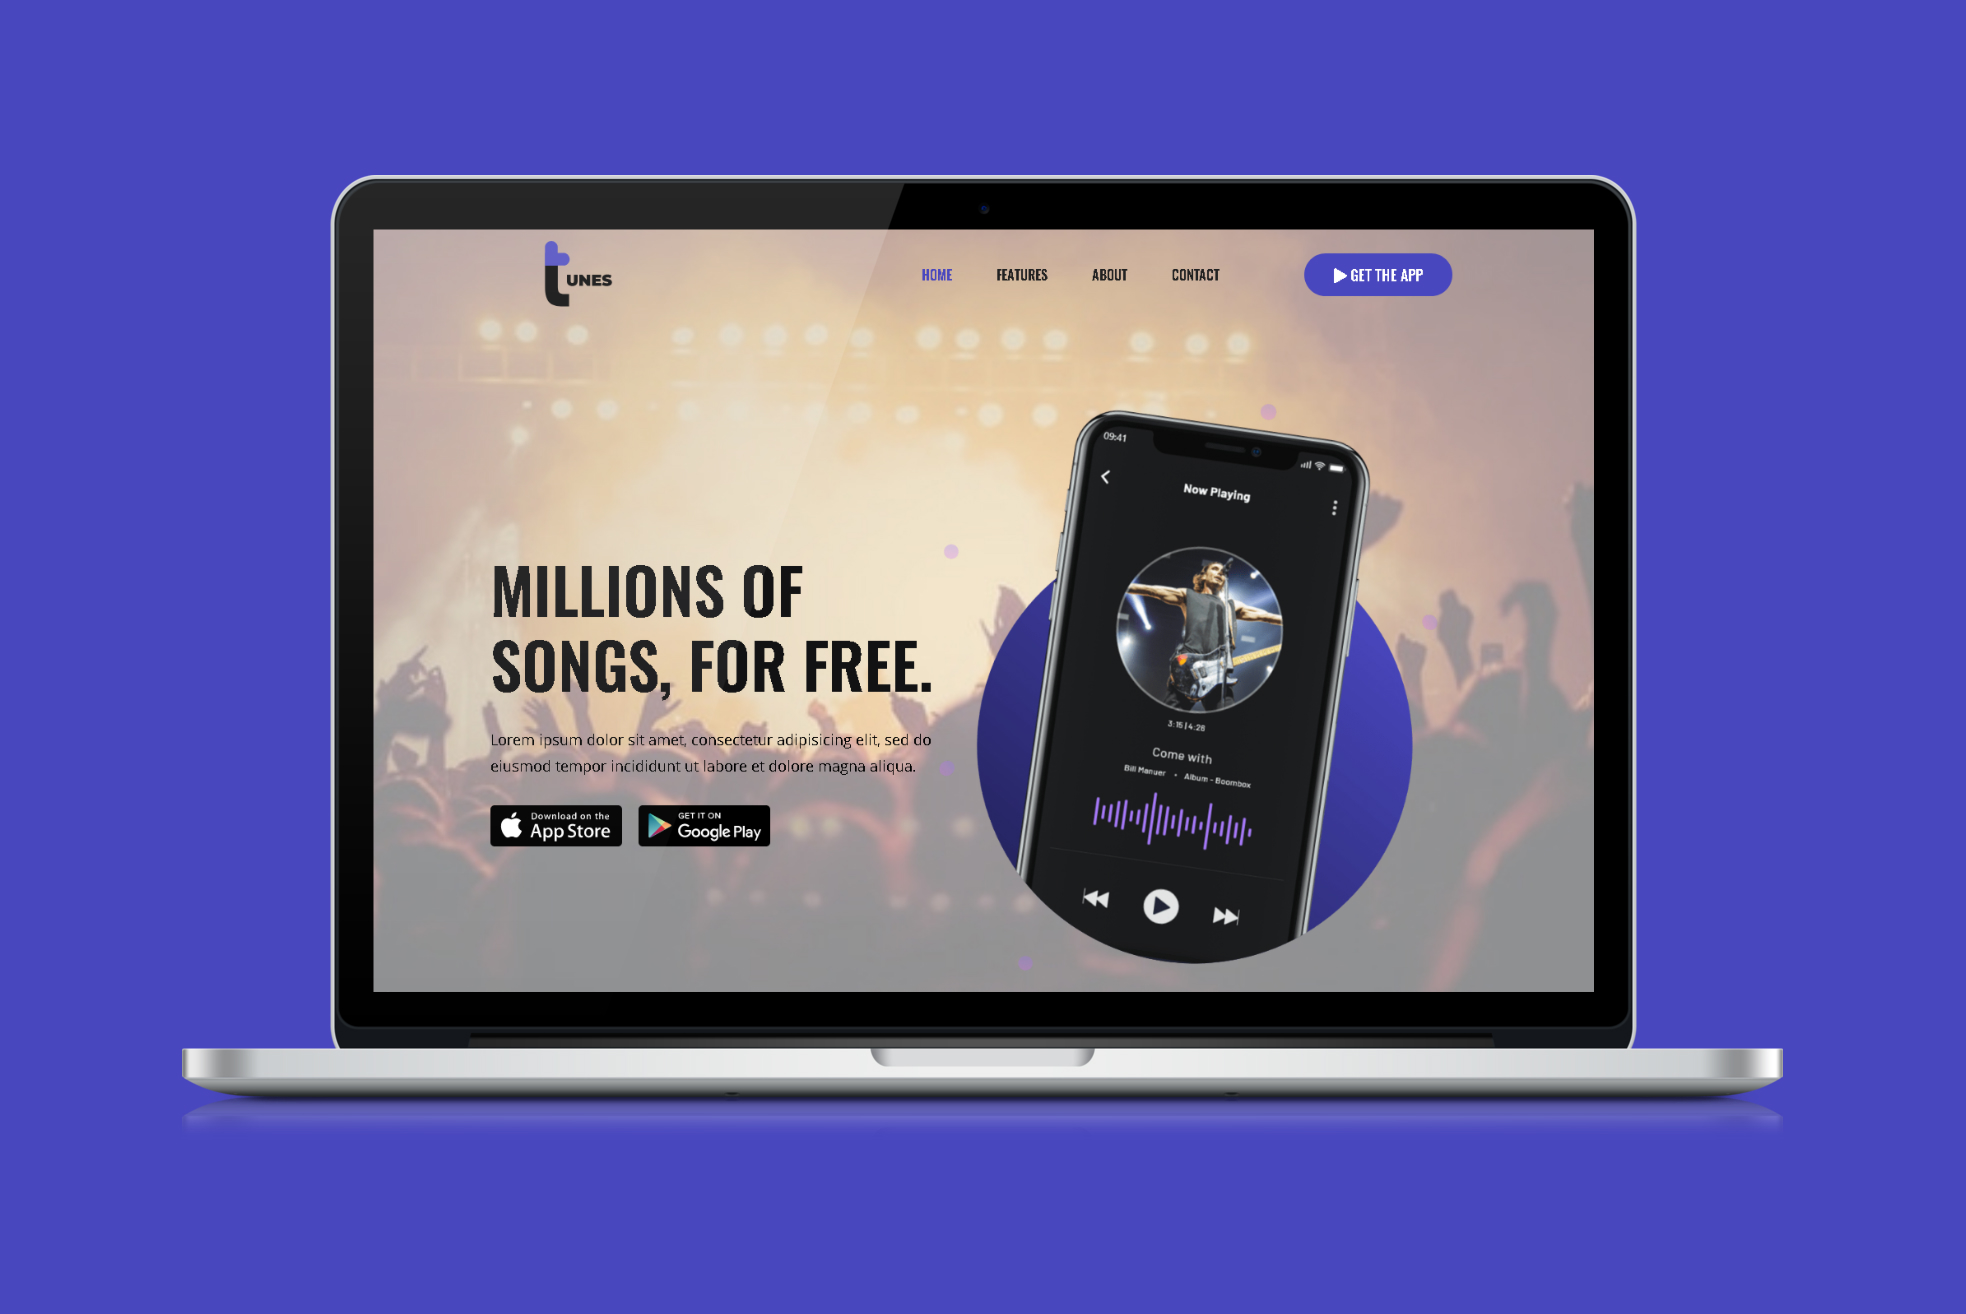 t UNES
HOME FEATURES ABOUT CONTACT GET THE APP
MILLIONS OF
SONGS, FOR FREE.
Lorem ipsum dolor sit amet, consectetur adipisicing elit, sed do
eiusmod tempor incididunt ut labore et dolore magna aliqua.
Download on the
App Store
GET IT ON
Google Play
09:41
Now Playing
3:15 | 4:26
Come with
Bill Manuer • Album - Boombox